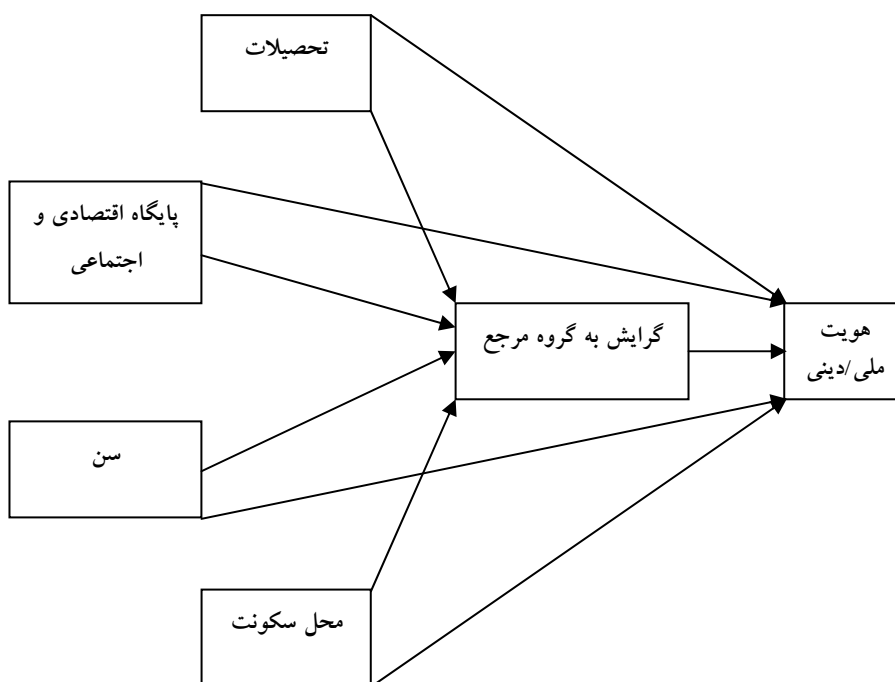 تحصیلات
پایگاه اقتصادی و
اجتماعی
گرایش به گروه مرجع
هویت
ملی/دینی
سن
محل سکونت